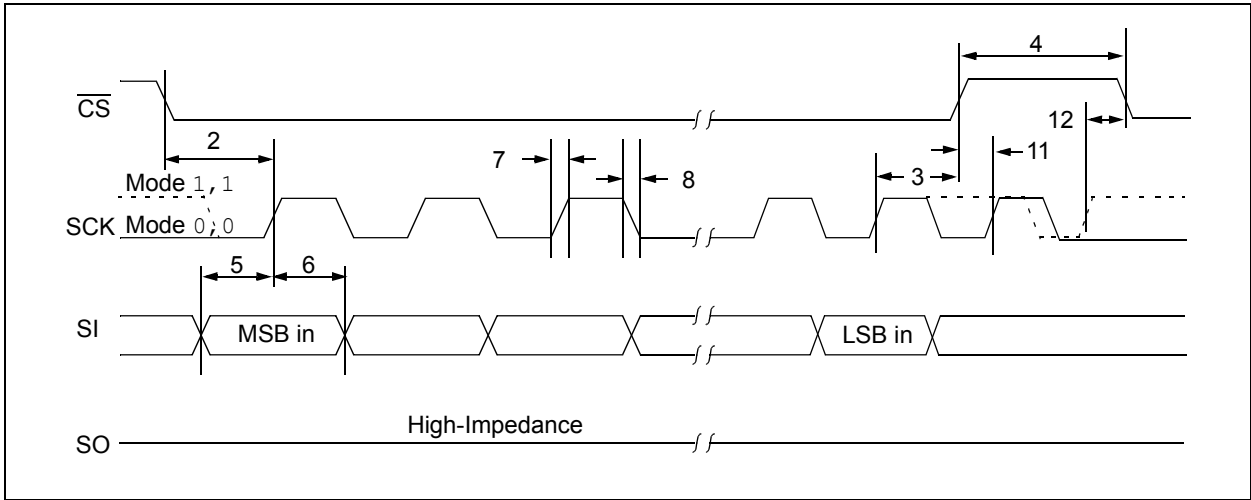 4
CS
12
2
7
8
3
11
Mode 1,1
SCK Mode 0,0
5
6
SI
MSB in
LSB in
High-Impedance
SO